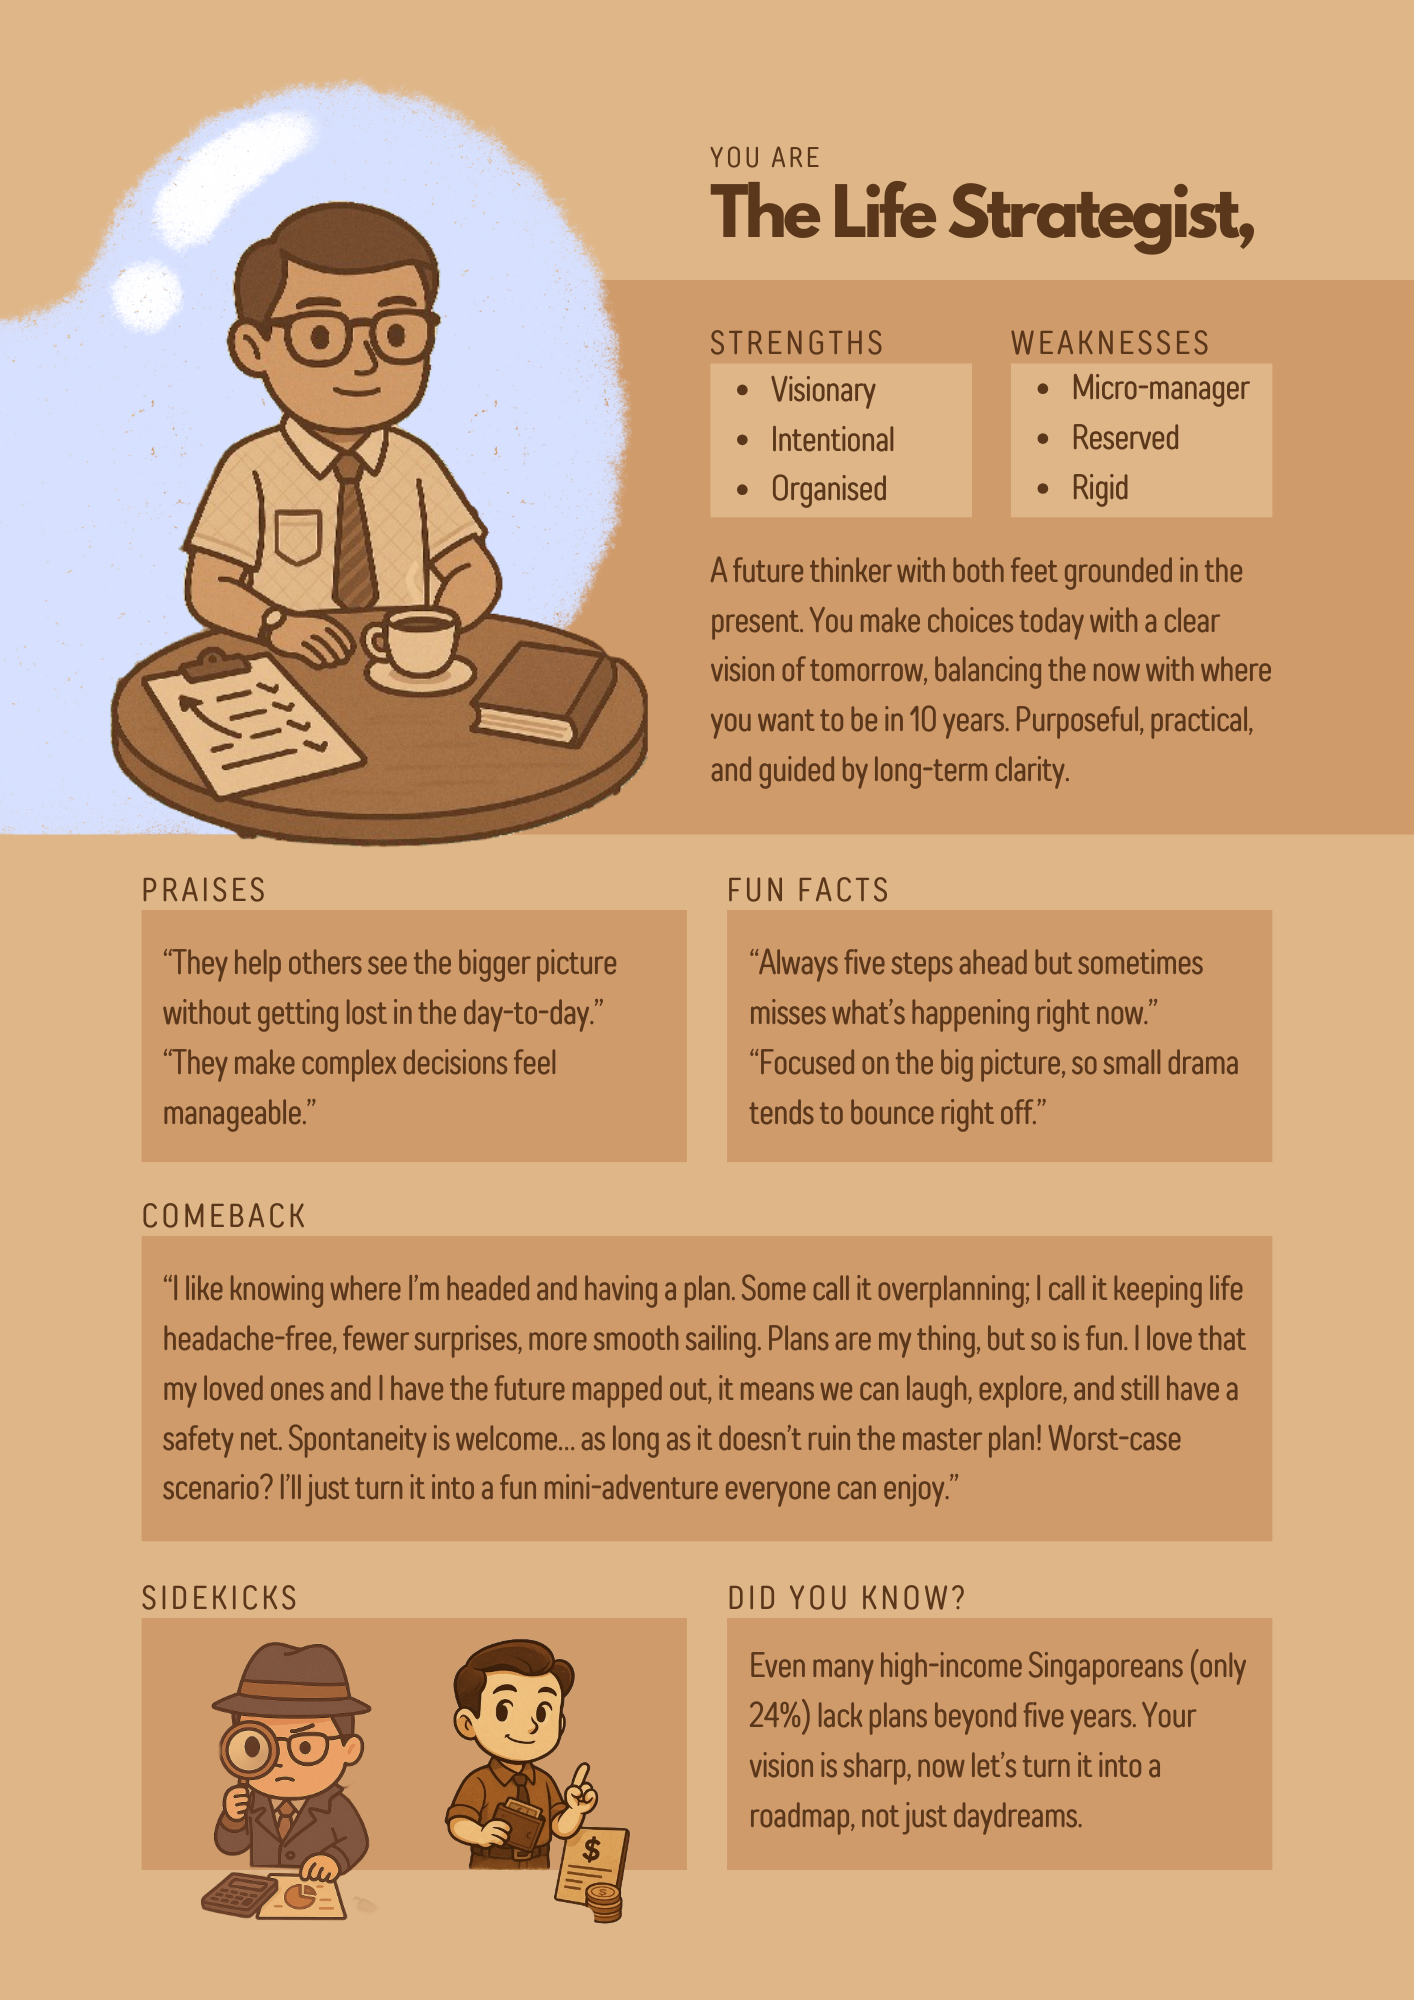 YOU ARE
The Life Strategist,
STRENGTHS
• Visionary
• Intentional
• Organised
WEAKNESSES
• Micro-manager
• Reserved
• Rigid
A future thinker with both feet grounded in the
present. You make choices today with a clear
vision of tomorrow, balancing the now with where
you want to be in 10 years. Purposeful, practical,
and guided by long-term clarity.
PRAISES
“They help others see the bigger picture
without getting lost in the day-to-day.”
“They make complex decisions feel
manageable.”
FUN FACTS
“Always five steps ahead but sometimes
misses what’s happening right now.”
“Focused on the big picture, so small drama
tends to bounce right off.”
COMEBACK
“I like knowing where I’m headed and having a plan. Some call it overplanning; I call it keeping life
headache-free, fewer surprises, more smooth sailing. Plans are my thing, but so is fun. I love that
my loved ones and I have the future mapped out, it means we can laugh, explore, and still have a
safety net. Spontaneity is welcome... as long as it doesn’t ruin the master plan! Worst-case
scenario? I’ll just turn it into a fun mini-adventure everyone can enjoy.”
SIDEKICKS
$
$
DID YOU KNOW?
Even many high-income Singaporeans (only
24%) lack plans beyond five years. Your
vision is sharp, now let’s turn it into a
roadmap, not just daydreams.